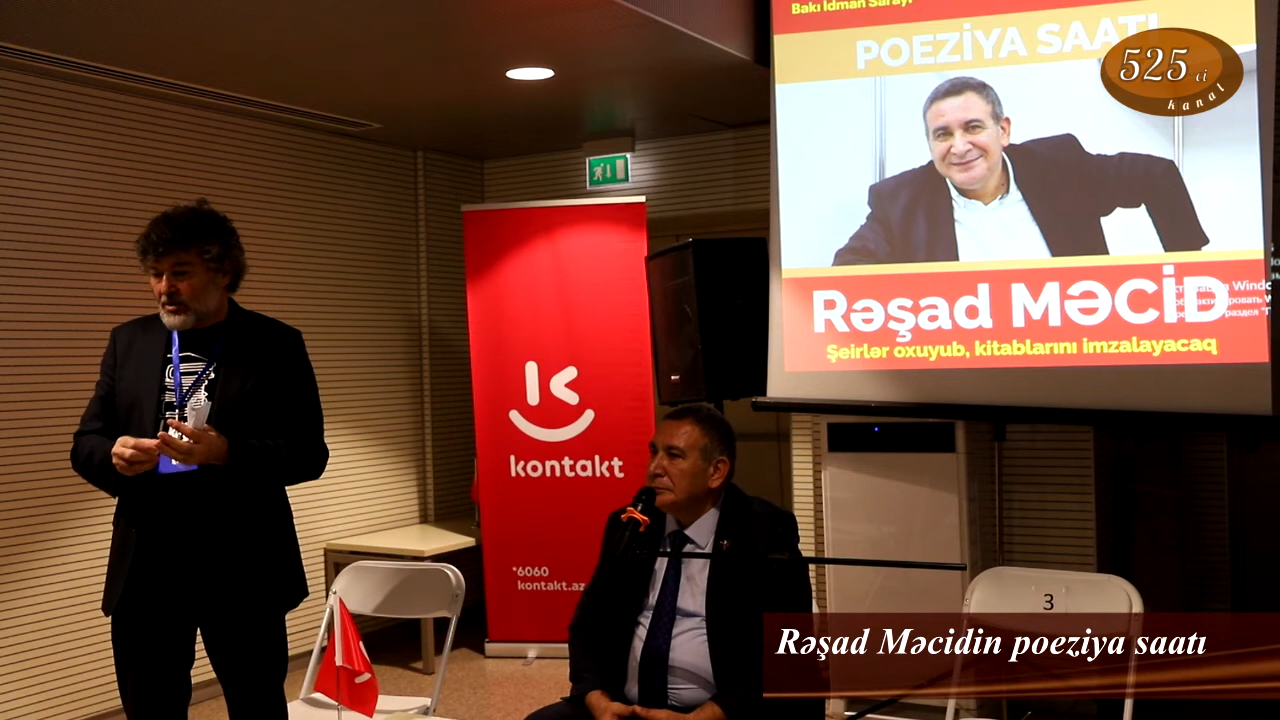 Bakı İdman Sarayı
POEZİYA SAATI
525 ci
kanal
Rəşad MƏCİD
Şeirlər oxuyub, kitablarını imzalayacaq
kontakt
*6060
kontakt.az
3
Rəşad Məcidin poeziya saatı